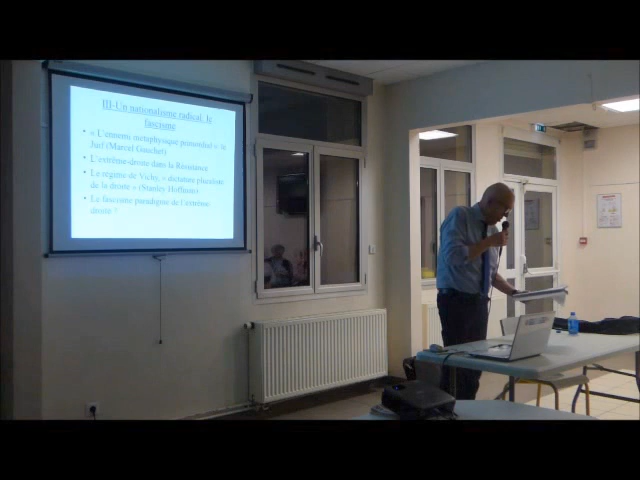 III-Un nationalisme radical: le
fascisme
• « L'ennemi métaphysique primordial »: le
Juif (Marcel Gauchet)
• L'extrême-droite dans la Résistance
• Le régime de Vichy, « dictature pluraliste
de la droite » (Stanley Hoffmann)
• Le fascisme paradigme de l'extrême-
droite ?